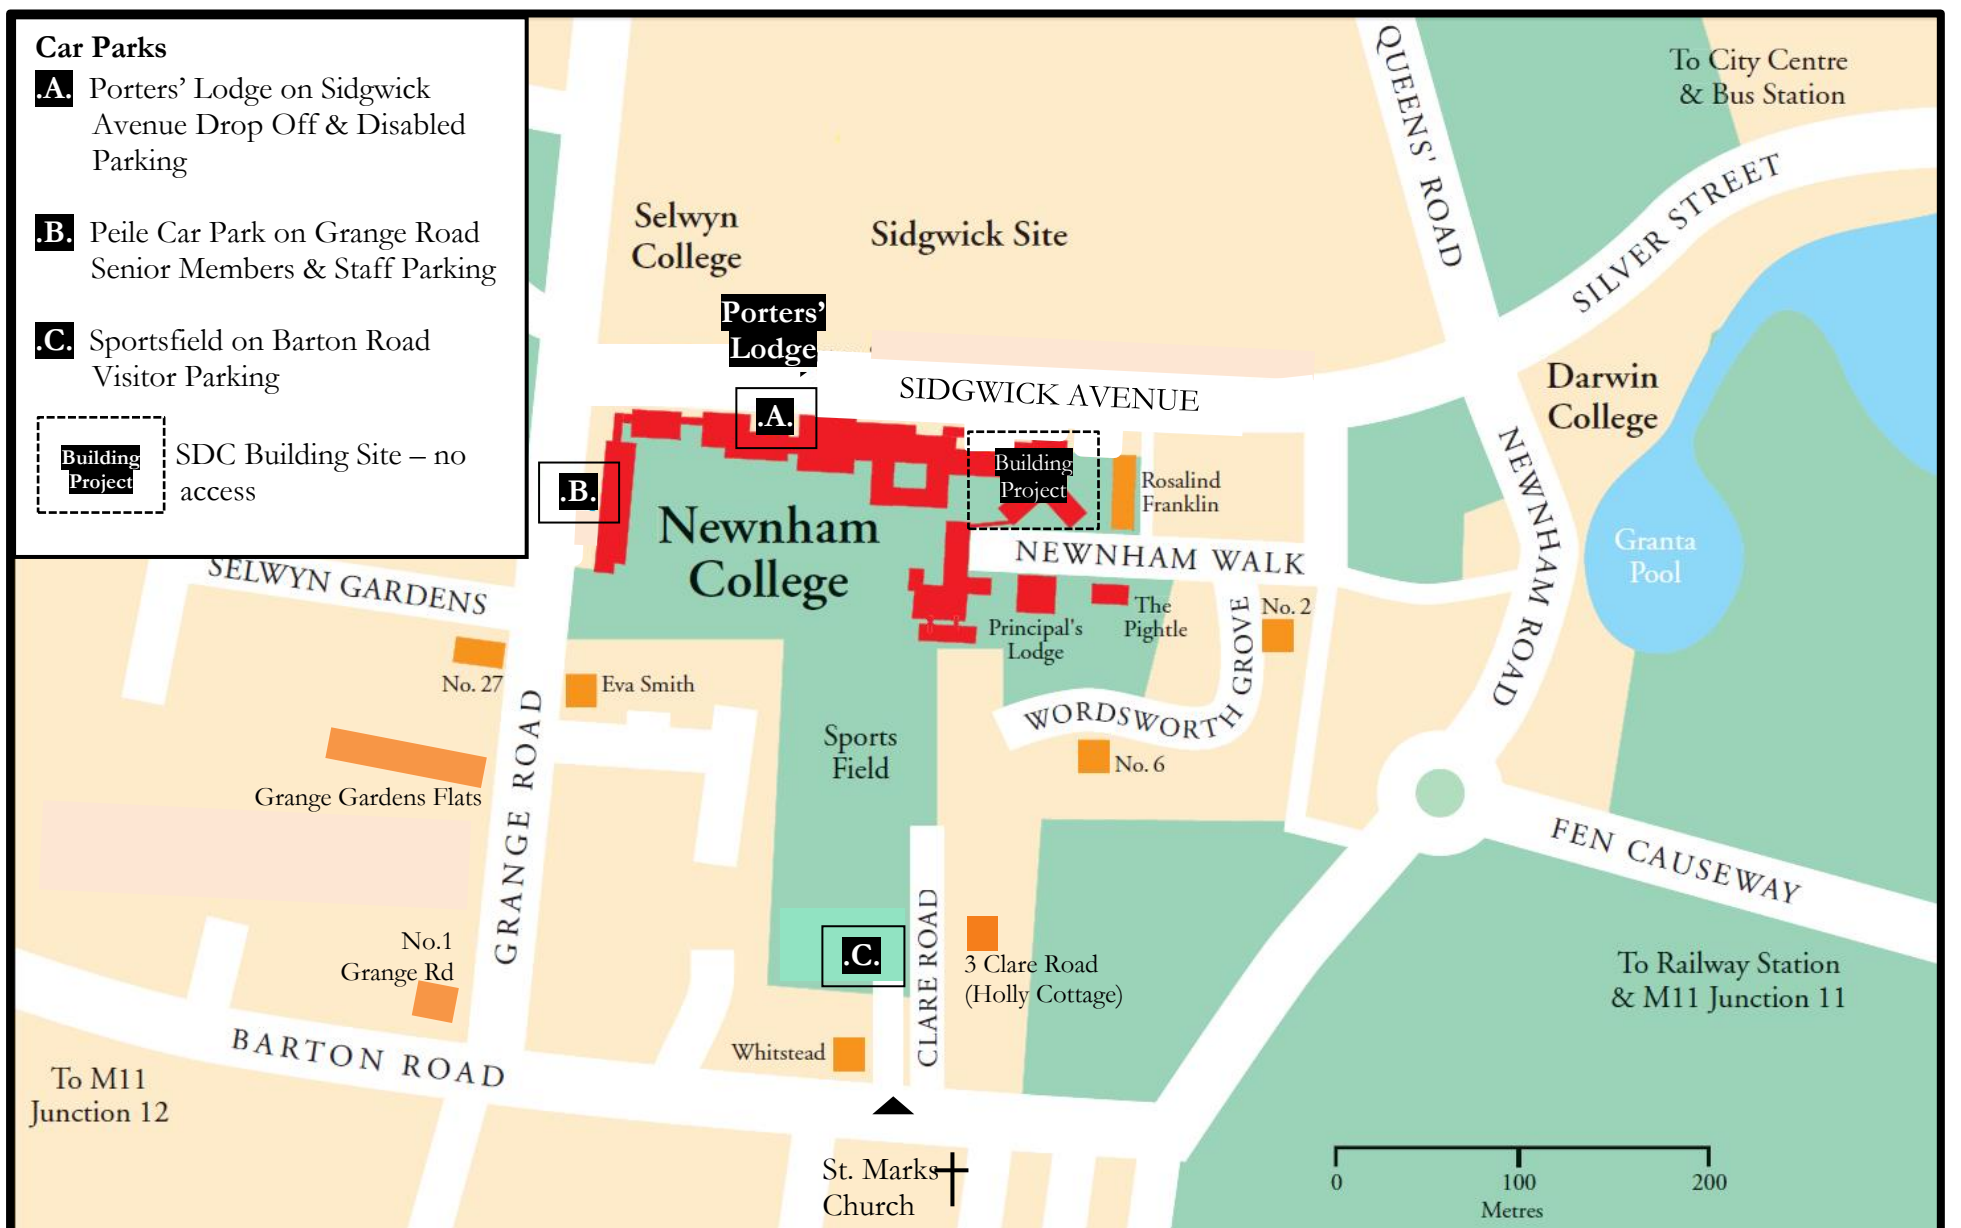 Car Parks
.A. Porters’ Lodge on Sidgwick
Avenue Drop Off & Disabled
Parking
.B. Peile Car Park on Grange Road
Senior Members & Staff Parking
.C. Sportsfield on Barton Road
Visitor Parking
Building
Project
SDC Building Site – no
access
QUEENS' ROAD
To City Centre
& Bus Station
SILVER STREET
Selwyn
College
Sidgwick Site
Porters’
Lodge
.A.
SIDGWICK AVENUE
Darwin
College
NEWNHAM ROAD
.B.
Newnham
College
Building
Project
Rosalind
Franklin
NEWNHAM WALK
Granta
Pool
SELWYN GARDENS
The
Pightle
No. 2
Principal's
Lodge
WORDSWORTH GROVE
No. 27
Eva Smith
GRANGE ROAD
Sports
Field
No. 6
Grange Gardens Flats
FEN CAUSEWAY
No.1
Grange Rd
.C.
CLARE ROAD
3 Clare Road
(Holly Cottage)
To Railway Station
& M11 Junction 11
BARTON ROAD
Whitstead
To M11
Junction 12
St. Marks
Church
0 100 200
Metres